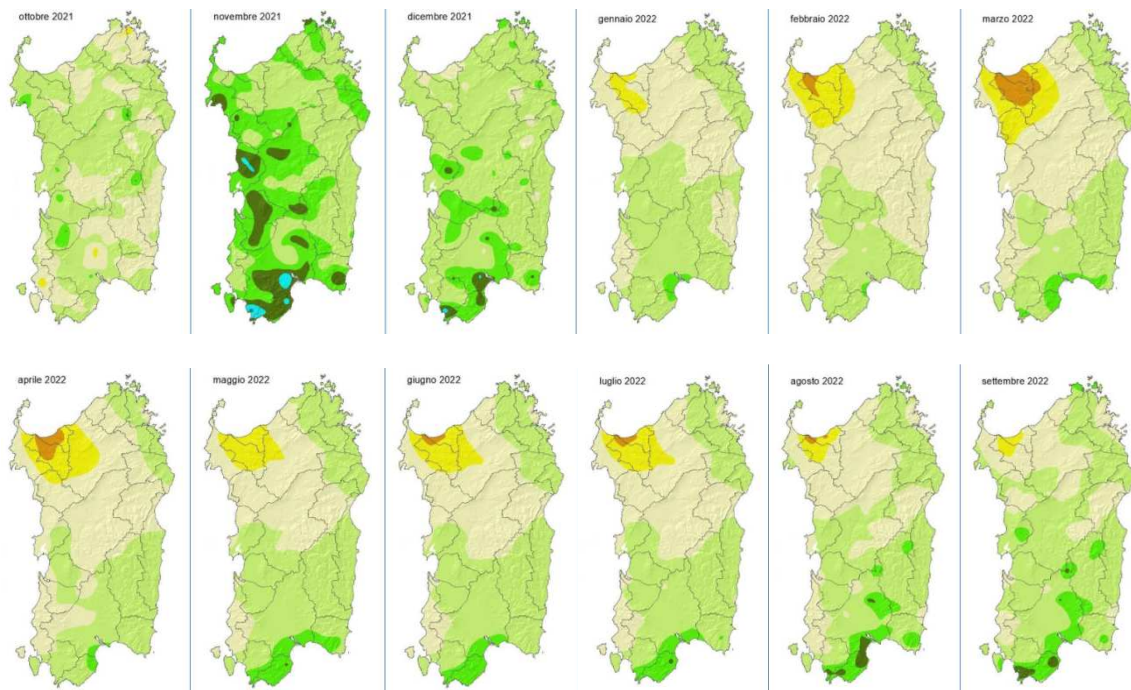 ottobre 2021
novembre 2021
dicembre 2021
gennaio 2022
febbraio 2022
marzo 2022
aprile 2022
maggio 2022
giugno 2022
luglio 2022
agosto 2022
settembre 2022